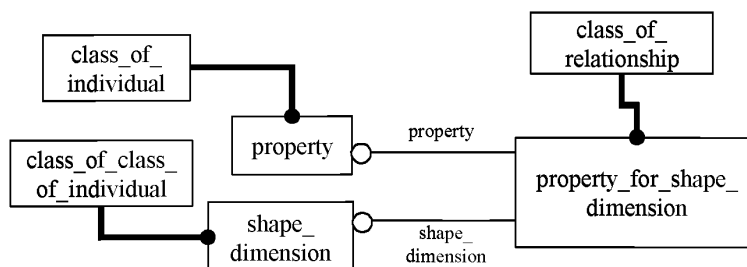 class_of_
individual
class_of_
relationship
property
property
property_for_shape_
dimension
class_of_class_
of_individual
shape_
dimension
shape_
dimension